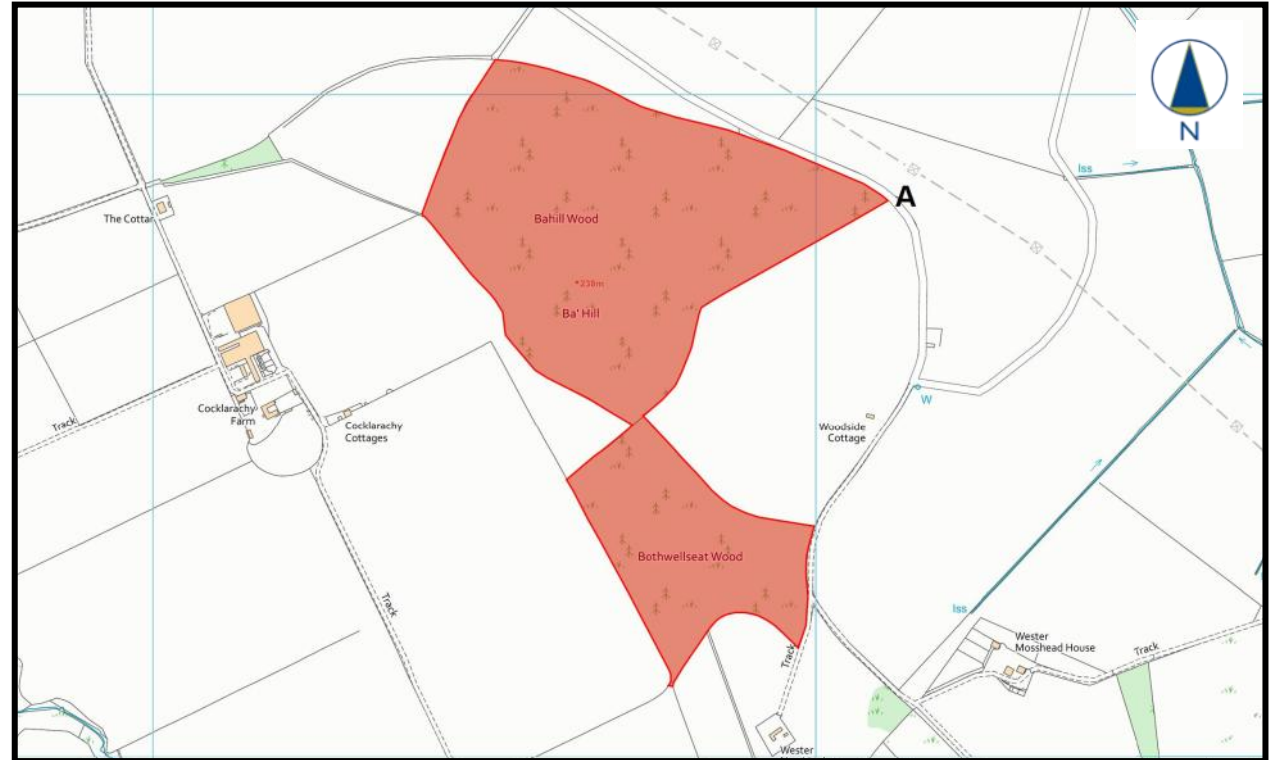 N
Iss
A
The Cottar
Bahill Wood
238m
Ba' Hill
Cocklarachy
Farm
Cocklarachy
Cottages
Track
W
Woodside
Cottage
Bothwellseat Wood
Track
Iss
Wester
Mosshead House
Track
Track
Wester